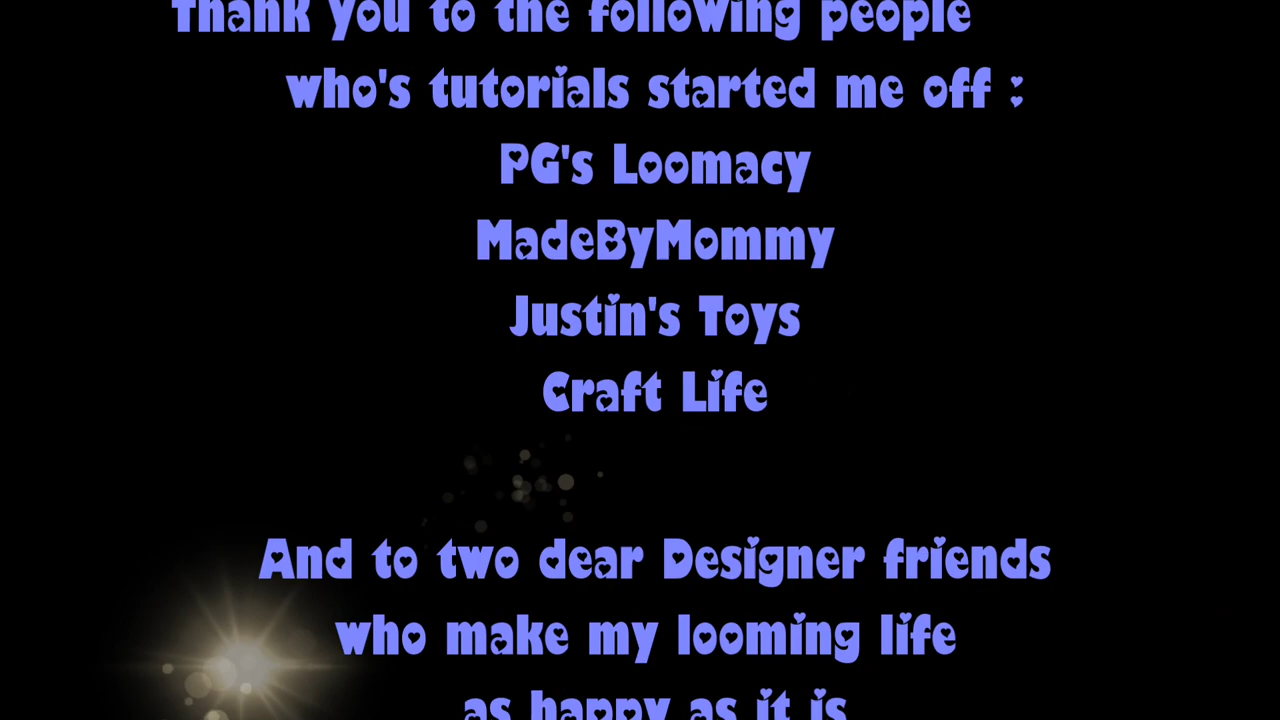 Thank you to the following people
who's tutorials started me off :
PG's Loomacy
MadeByMommy
Justin's Toys
Craft Life
And to two dear Designer friends
who make my looming life
as happy as it is